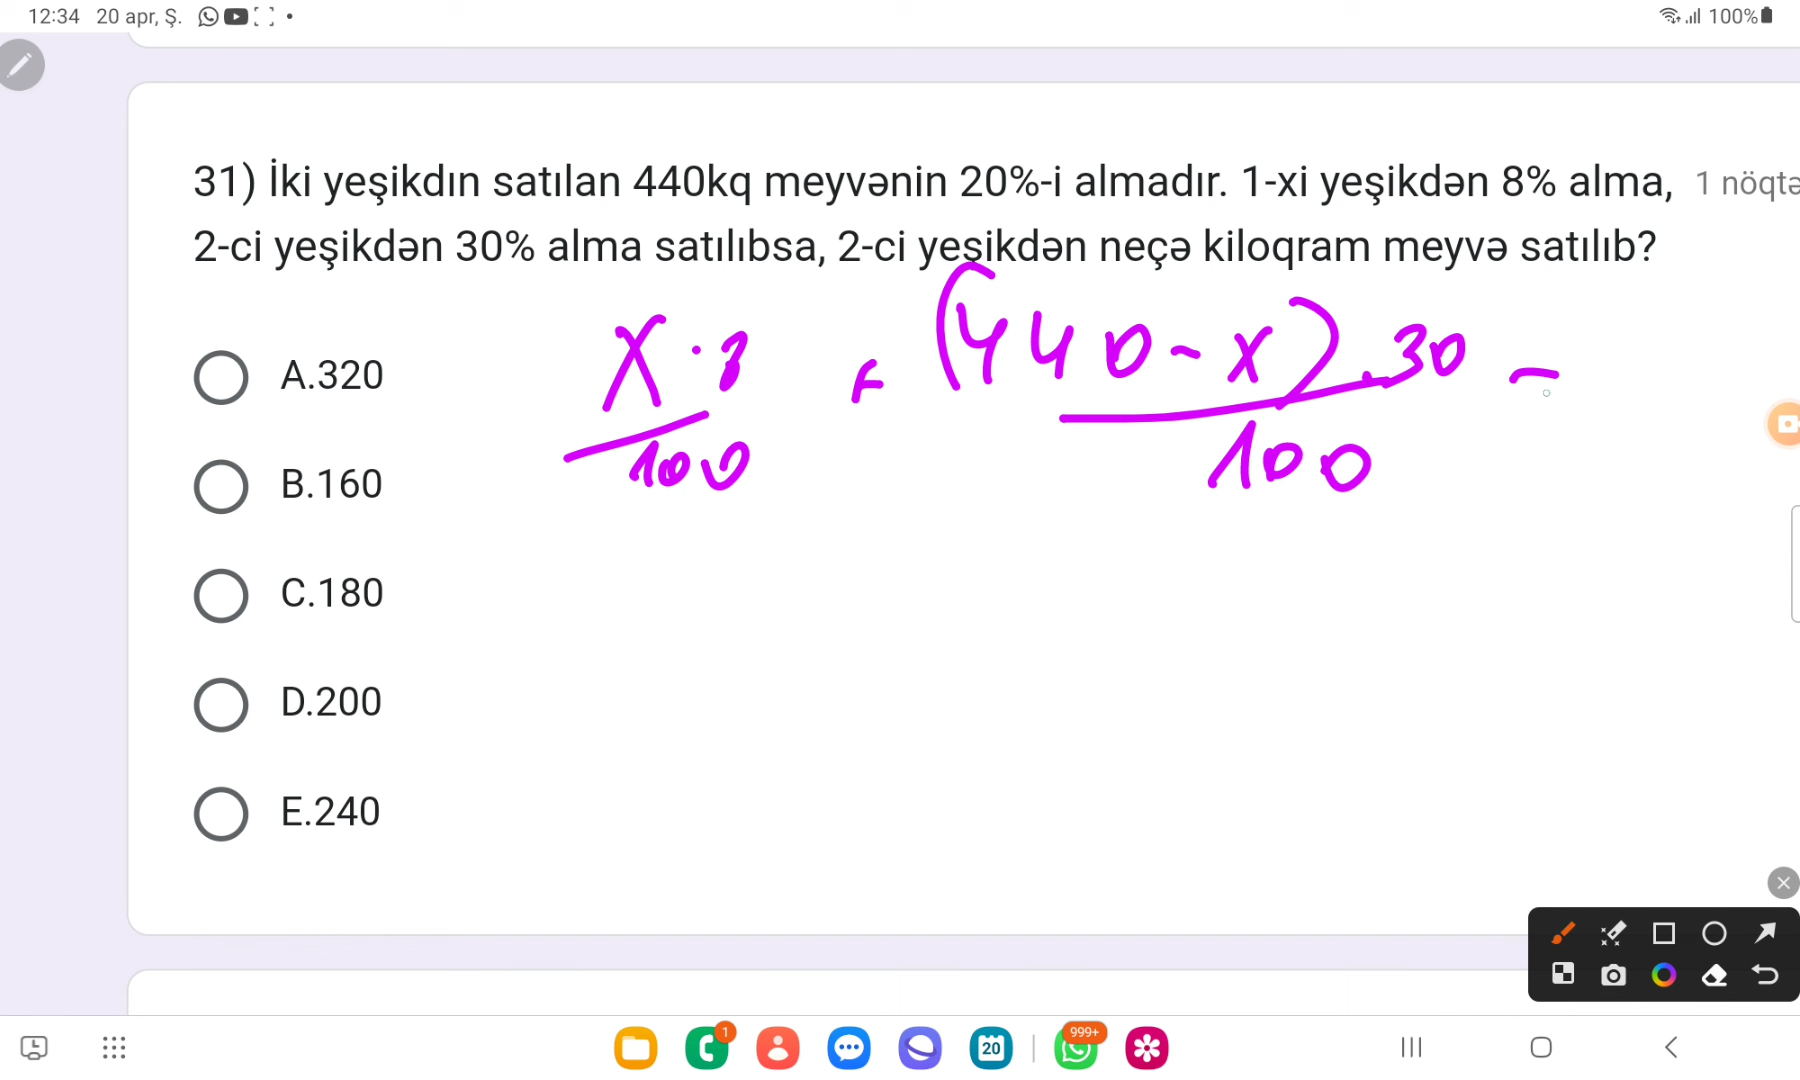 12:34 20 apr, Ş. 100%
31) İki yeşikdın satılan 440kq meyvənin 20%-i almadır. 1-xi yeşikdən 8% alma, 1 nöqtə
2-ci yeşikdən 30% alma satılıbsa, 2-ci yeşikdən neçə kiloqram meyvə satılıb?
X · 8 + (440 - x) . 30 =
100 100
A.320
B.160
C.180
D.200
E.240
1
20
999+